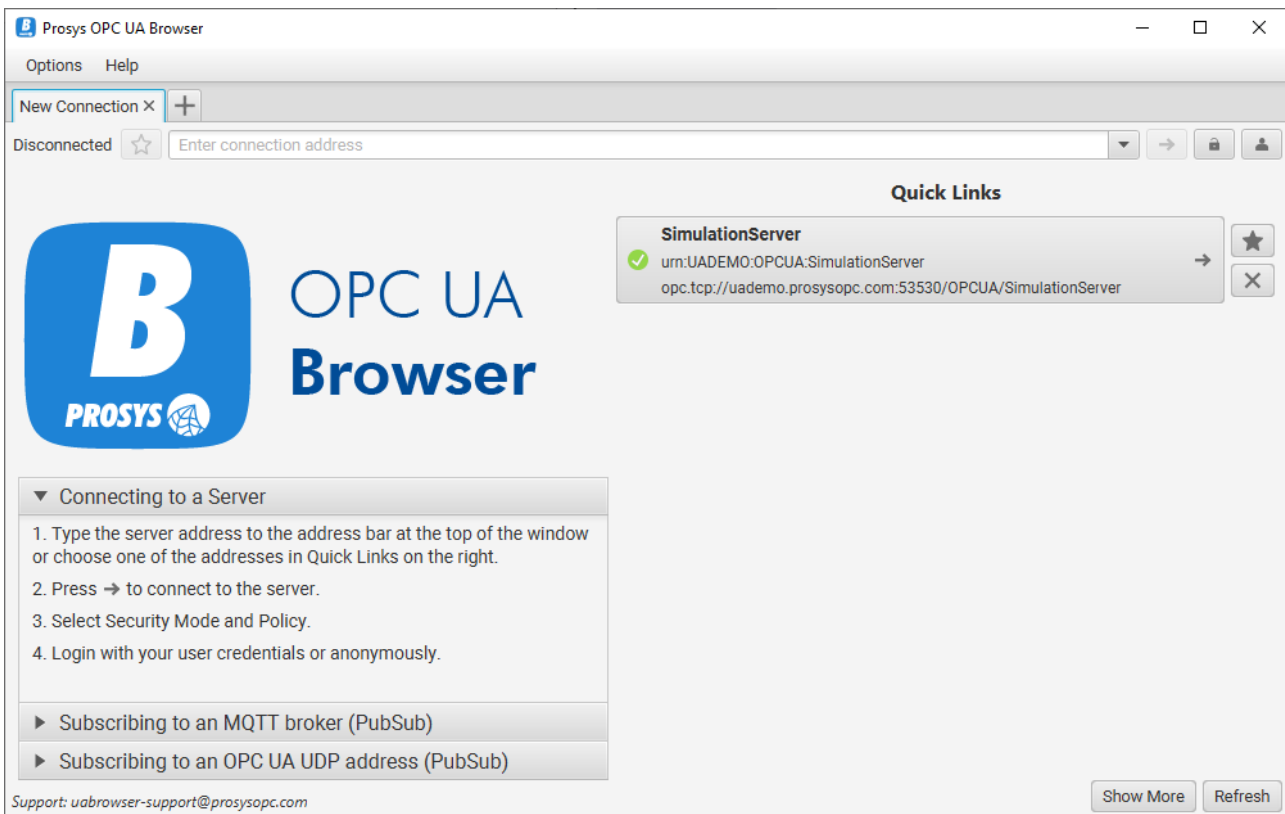 Prosys OPC UA Browser
Options Help
New Connection
Disconnected Enter connection address
Quick Links
SimulationServer
urn:UADEMO:OPCUA:SimulationServer
opc.tcp://uademo.prosysopc.com:53530/OPCUA/SimulationServer
B
PROSYS
OPC UA
Browser
Connecting to a Server
1. Type the server address to the address bar at the top of the window
or choose one of the addresses in Quick Links on the right.
2. Press → to connect to the server.
3. Select Security Mode and Policy.
4. Login with your user credentials or anonymously.
Subscribing to an MQTT broker (PubSub)
Subscribing to an OPC UA UDP address (PubSub)
Support: uabrowser-support@prosysopc.com
Show More Refresh